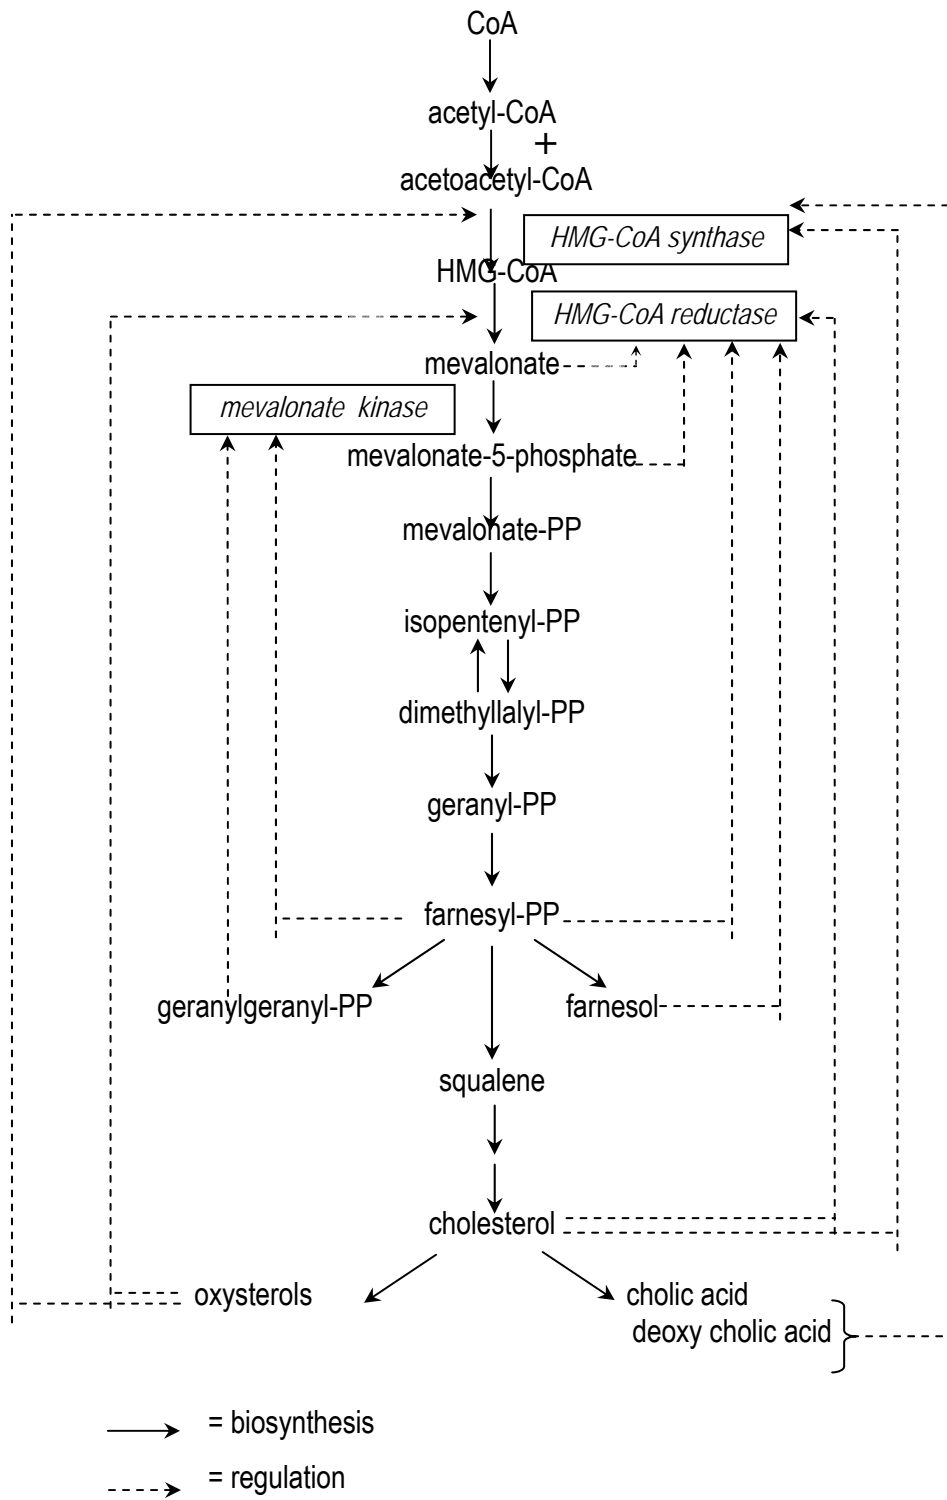 CoA
acetyl-CoA
+
acetoacetyl-CoA
HMG-CoA synthase
HMG-CoA
HMG-CoA reductase
mevalonate
mevalonate kinase
mevalonate-5-phosphate
mevalonate-PP
isopentenyl-PP
dimethyllalyl-PP
geranyl-PP
farnesyl-PP
geranylgeranyl-PP farnesol
squalene
cholesterol
oxysterols cholic acid
deoxy cholic acid
= biosynthesis
= regulation